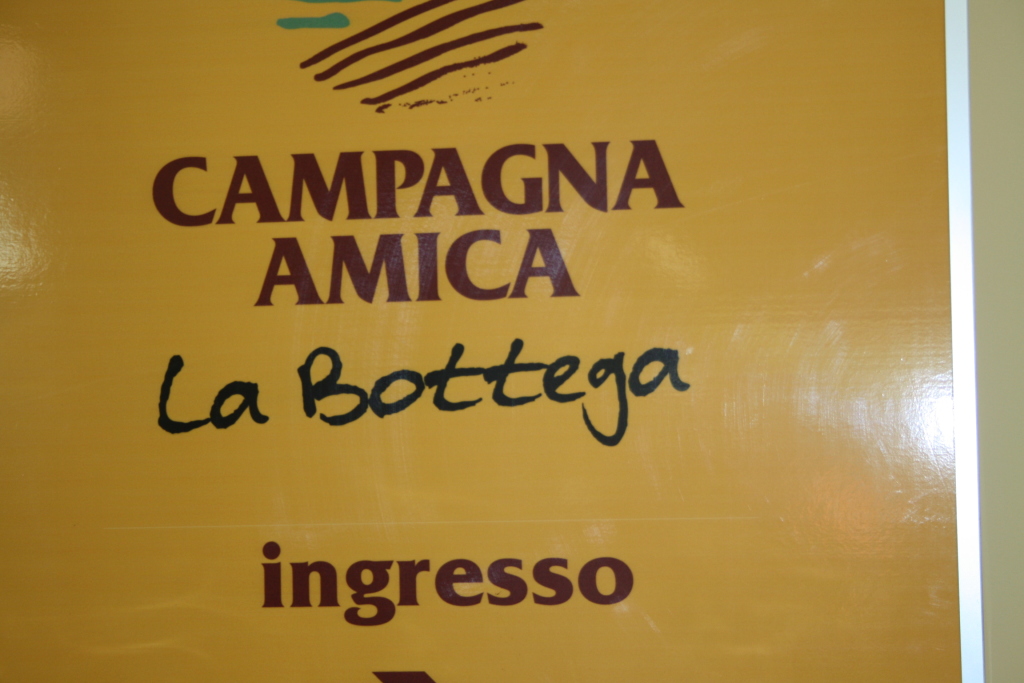 CAMPAGNA
AMICA
La Bottega
ingresso